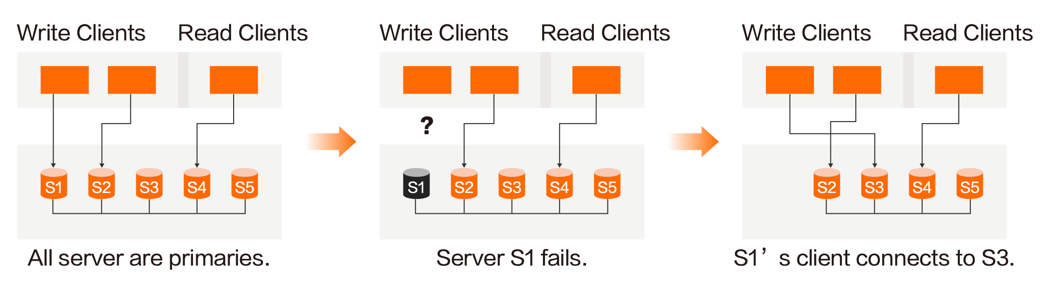 Write Clients Read Clients
S1 S2 S3 S4 S5
All server are primaries.
Write Clients Read Clients
?
S1 S2 S3 S4 S5
Server S1 fails.
Write Clients Read Clients
S2 S3 S4 S5
S1’s client connects to S3.